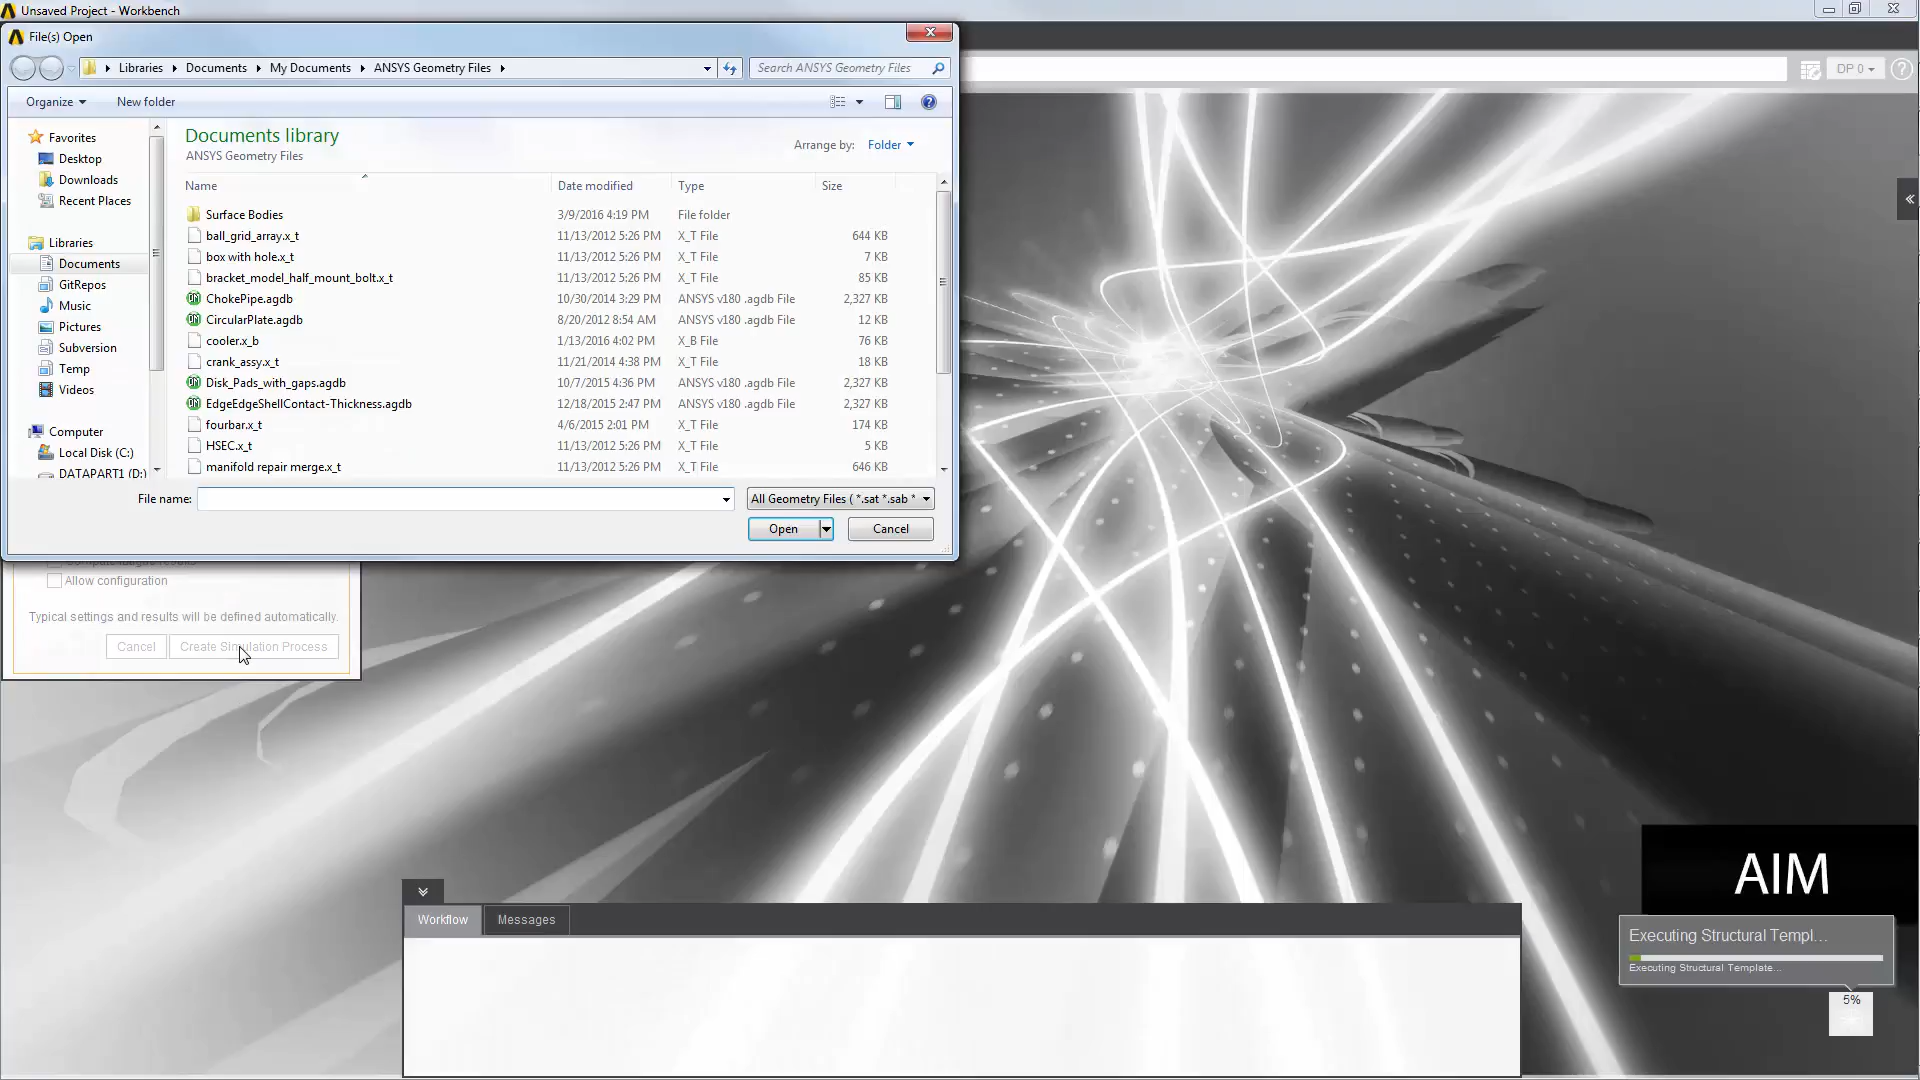 Unsaved Project - Workbench
File(s) Open
Libraries Documents My Documents ANSYS Geometry Files
Search ANSYS Geometry Files
DP 0
Organize New folder
Documents library
ANSYS Geometry Files
Arrange by: Folder
Name Date modified Type Size
Favorites
Desktop
Downloads
Recent Places
Libraries
Documents
GitRepos
Music
Pictures
Subversion
Temp
Videos
Computer
Local Disk (C:)
DATAPART1 (D:)
Surface Bodies 3/9/2016 4:19 PM File folder
ball_grid_array.x_t 11/13/2012 5:26 PM X_T File 644 KB
box with hole.x_t 11/13/2012 5:26 PM X_T File 7 KB
bracket_model_half_mount_bolt.x_t 11/13/2012 5:26 PM X_T File 85 KB
ChokePipe.agdb 10/30/2014 3:29 PM ANSYS v180 .agdb File 2,327 KB
CircularPlate.agdb 8/20/2012 8:54 AM ANSYS v180 .agdb File 12 KB
cooler.x_b 1/13/2016 4:02 PM X_B File 76 KB
crank_assy.x_t 11/21/2014 4:38 PM X_T File 18 KB
Disk_Pads_with_gaps.agdb 10/7/2015 4:36 PM ANSYS v180 .agdb File 2,327 KB
EdgeEdgeShellContact-Thickness.agdb 12/18/2015 2:47 PM ANSYS v180 .agdb File 2,327 KB
fourbar.x_t 4/6/2015 2:01 PM X_T File 174 KB
HSEC.x_t 11/13/2012 5:26 PM X_T File 5 KB
manifold repair merge.x_t 11/13/2012 5:26 PM X_T File 646 KB
File name: All Geometry Files ( *.sat *.sab *
Open Cancel
Allow configuration
Typical settings and results will be defined automatically.
Cancel Create Simulation Process
Workflow Messages
AIM
Executing Structural Templ...
Executing Structural Template...
5%